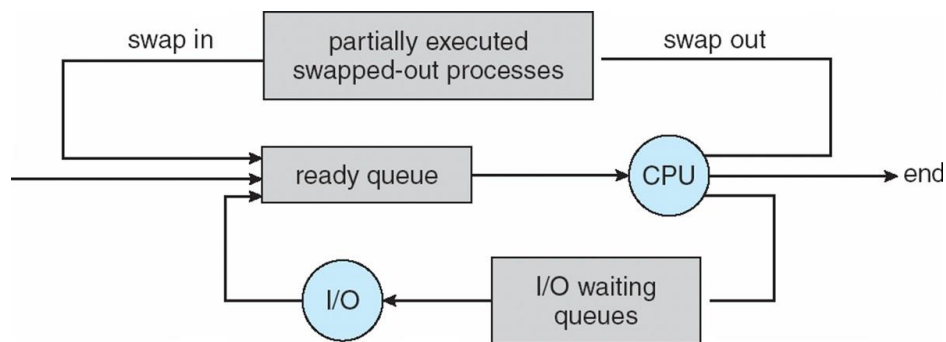 swap in
partially executed
swapped-out processes
swap out
ready queue
CPU
end
I/O
I/O waiting
queues